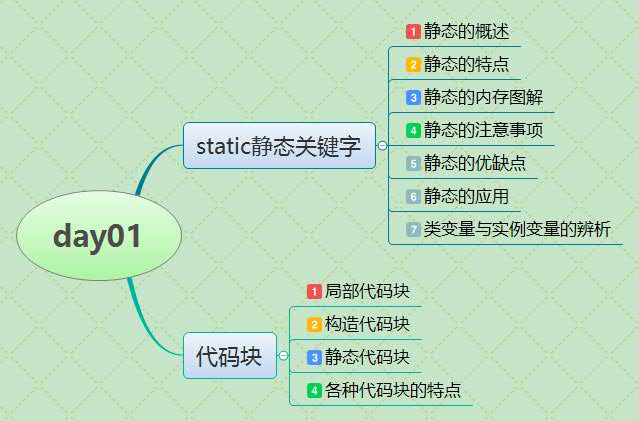 day01
static静态关键字
1 静态的概述
2 静态的特点
3 静态的内存图解
4 静态的注意事项
5 静态的优缺点
6 静态的应用
7 类变量与实例变量的辨析
代码块
1 局部代码块
2 构造代码块
3 静态代码块
4 各种代码块的特点